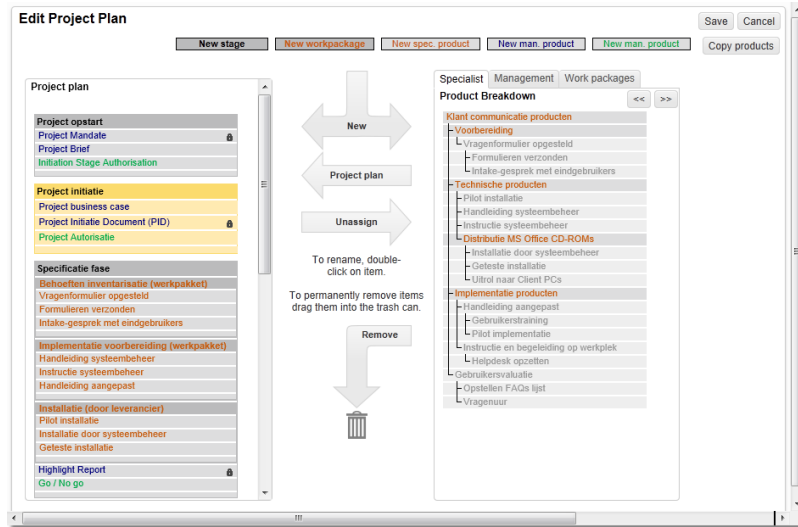 Edit Project Plan
Save
Cancel
New stage
New workpackage
New spec. product
New man. product
New man. product
Copy products
Project plan
Project opstart
Project Mandate
Project Brief
Initiation Stage Authorisation
Project initiatie
Project business case
Project Initiatie Document (PID)
Project Autorisatie
Specificatie fase
Behoeften inventarisatie (werkpakket)
Vragenformulier opgesteld
Formulieren verzonden
Intake-gesprek met eindgebruikers
Implementatie voorbereiding (werkpakket)
Handleiding systeembeheer
Instructie systeembeheer
Handleiding aangepast
Installatie (door leverancier)
Pilot installatie
Installatie door systeembeheer
Geteste installatie
Highlight Report
Go / No go
New
Project plan
Unassign
To rename, double-
click on item.
To permanently remove items
drag them into the trash can.
Remove
Specialist
Management
Work packages
Product Breakdown
<<
>>
Klant communicatie producten
Voorbereiding
Vragenformulier opgesteld
Formulieren verzonden
Intake-gesprek met eindgebruikers
Technische producten
Pilot installatie
Handleiding systeembeheer
Instructie systeembeheer
Distributie MS Office CD-ROMs
Installatie door systeembeheer
Geteste installatie
Uitrol naar Client PCs
Implementatie producten
Handleiding aangepast
Gebruikerstraining
Pilot implementatie
Instructie en begeleiding op werkplek
Helpdesk opzetten
Gebruikersvaluatie
Opstellen FAQs lijst
Vragenuur